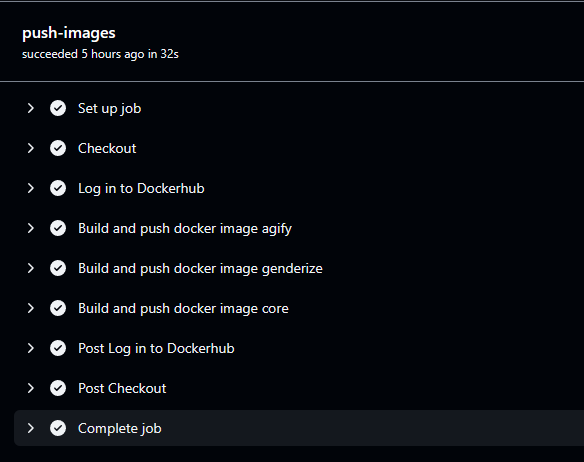 push-images
succeeded 5 hours ago in 32s
Set up job
Checkout
Log in to Dockerhub
Build and push docker image agify
Build and push docker image genderize
Build and push docker image core
Post Log in to Dockerhub
Post Checkout
Complete job